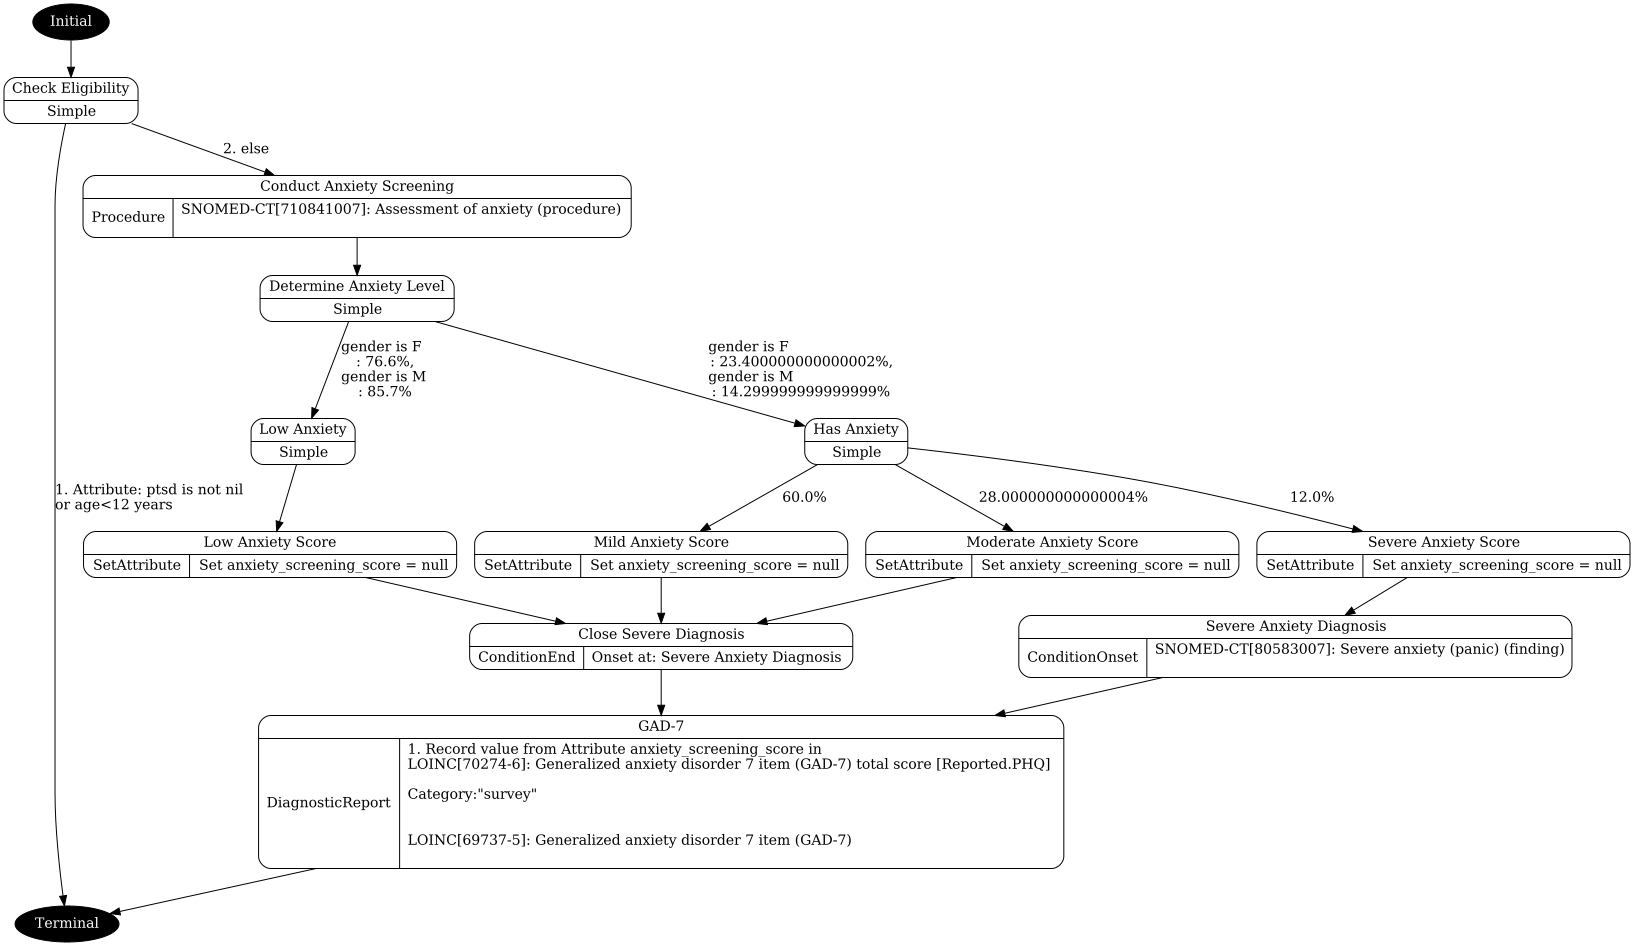 Initial
Check Eligibility
Simple
2. else
Conduct Anxiety Screening
Procedure
SNOMED-CT[710841007]: Assessment of anxiety (procedure)
Determine Anxiety Level
Simple
gender is F
: 76.6%,
gender is M
: 85.7%
gender is F
: 23.400000000000002%,
gender is M
: 14.299999999999999%
Low Anxiety
Simple
Has Anxiety
Simple
1. Attribute: ptsd is not nil
or age<12 years
60.0%
28.000000000000004%
12.0%
Low Anxiety Score
SetAttribute
Set anxiety_screening_score = null
Mild Anxiety Score
SetAttribute
Set anxiety_screening_score = null
Moderate Anxiety Score
SetAttribute
Set anxiety_screening_score = null
Severe Anxiety Score
SetAttribute
Set anxiety_screening_score = null
Close Severe Diagnosis
ConditionEnd
Onset at: Severe Anxiety Diagnosis
Severe Anxiety Diagnosis
ConditionOnset
SNOMED-CT[80583007]: Severe anxiety (panic) (finding)
GAD-7
DiagnosticReport
1. Record value from Attribute anxiety_screening_score in
LOINC[70274-6]: Generalized anxiety disorder 7 item (GAD-7) total score [Reported.PHQ]
Category:"survey"
LOINC[69737-5]: Generalized anxiety disorder 7 item (GAD-7)
Terminal